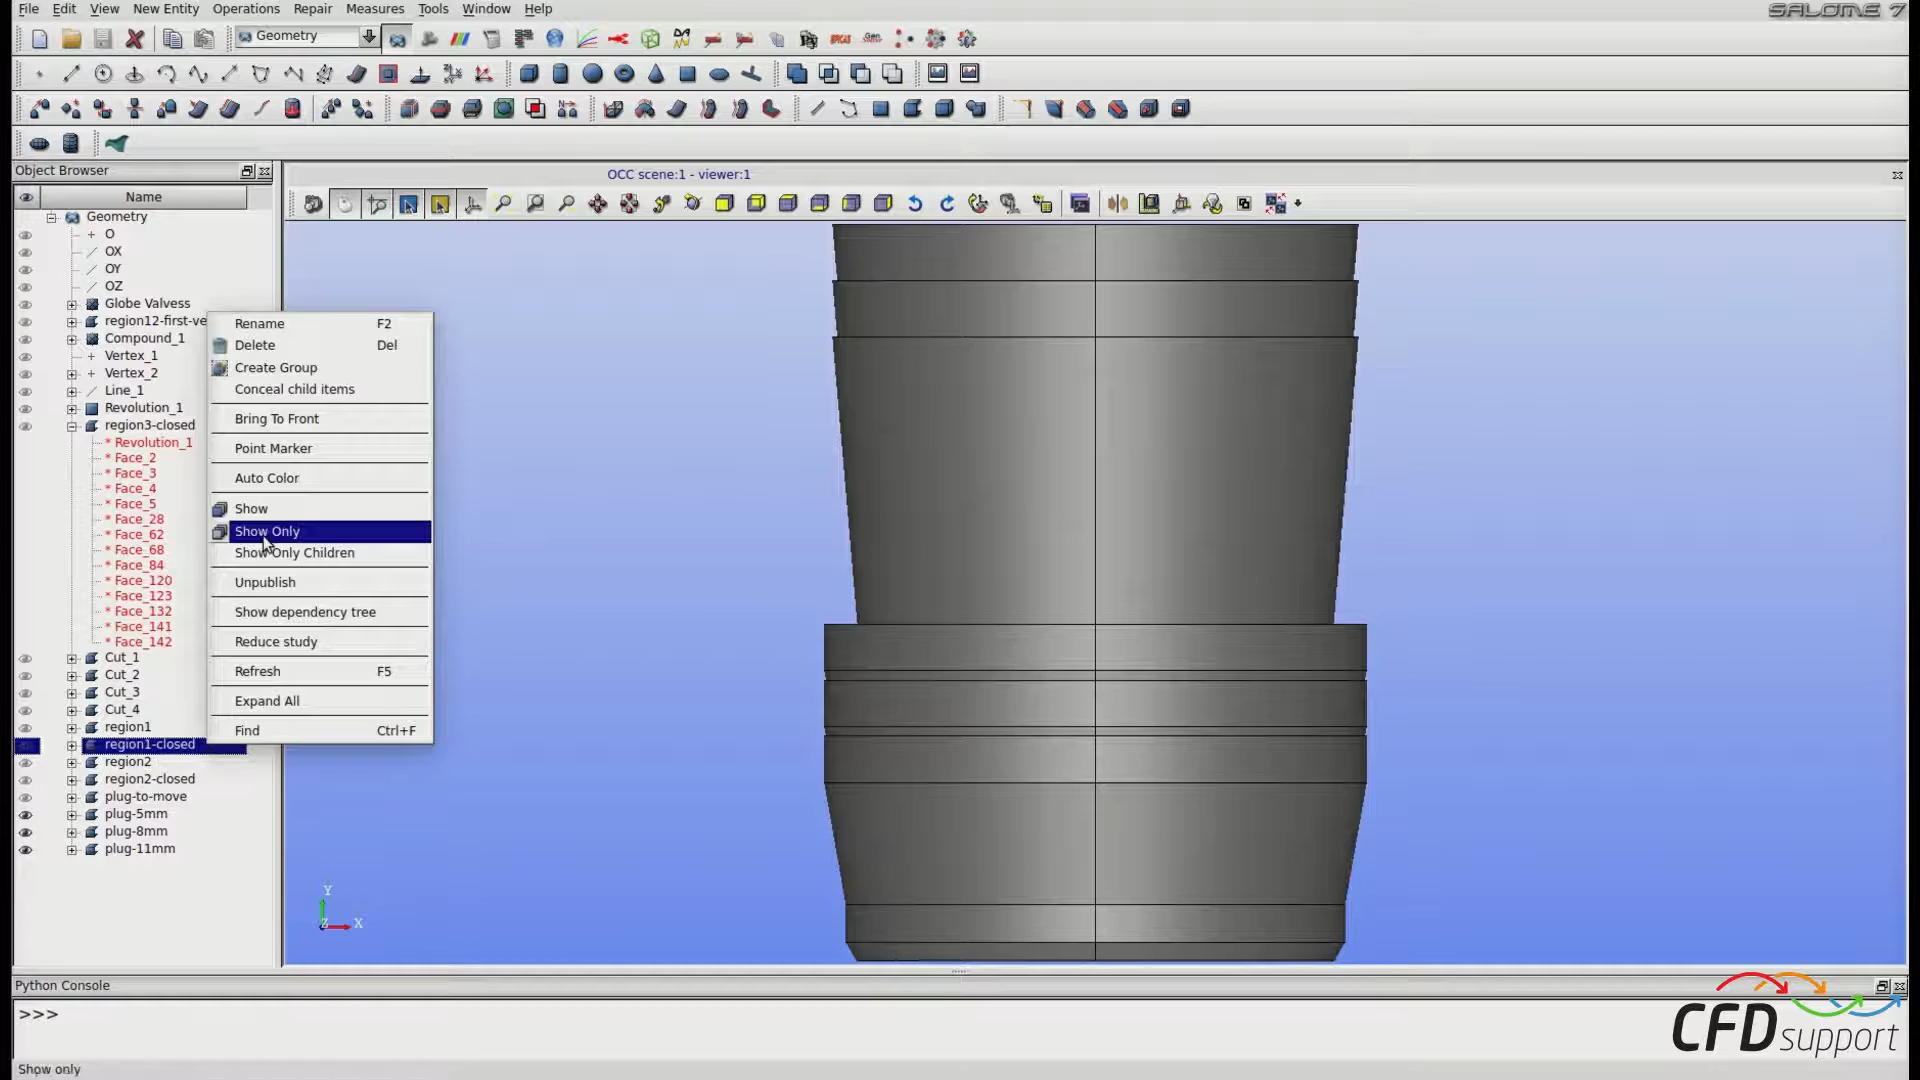 File Edit View New Entity Operations Repair Measures Tools Window Help
SALOME 7
Geometry
Object Browser
OCC scene:1 - viewer:1
Name
Geometry
O
OX
OY
OZ
Globe Valvess
region12-first-ve
Compound_1
Vertex_1
Vertex_2
Line_1
Revolution_1
region3-closed
* Revolution_1
* Face_2
* Face_3
* Face_4
* Face_5
* Face_28
* Face_62
* Face_68
* Face_84
* Face_120
* Face_123
* Face_132
* Face_141
* Face_142
Cut_1
Cut_2
Cut_3
Cut_4
region1
region1-closed
region2
region2-closed
plug-to-move
plug-5mm
plug-8mm
plug-11mm
Rename F2
Delete Del
Create Group
Conceal child items
Bring To Front
Point Marker
Auto Color
Show
Show Only
Show Only Children
Unpublish
Show dependency tree
Reduce study
Refresh F5
Expand All
Find Ctrl+F
Y
Z X
Python Console
>>>
CFD support
Show only